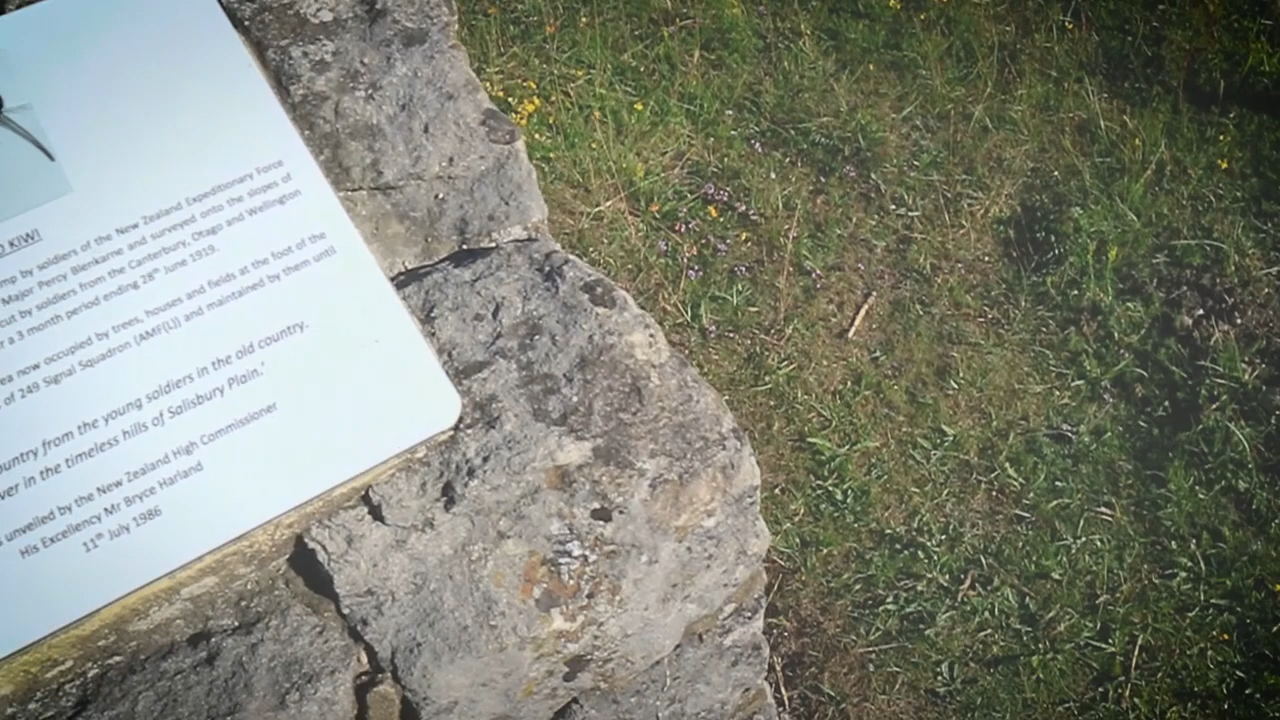 O KIWI
mp by soldiers of the New Zealand Expeditionary Force
Major Percy Blenkarne and surveyed onto the slopes of
cut by soldiers from the Canterbury, Otago and Wellington
r a 3 month period ending 28th June 1919.
ea now occupied by trees, houses and fields at the foot of the
of 249 Signal Squadron (AMF(L)) and maintained by them until
ountry from the young soldiers in the old country.
ver in the timeless hills of Salisbury Plain.'
s unveiled by the New Zealand High Commissioner
His Excellency Mr Bryce Harland
11th July 1986